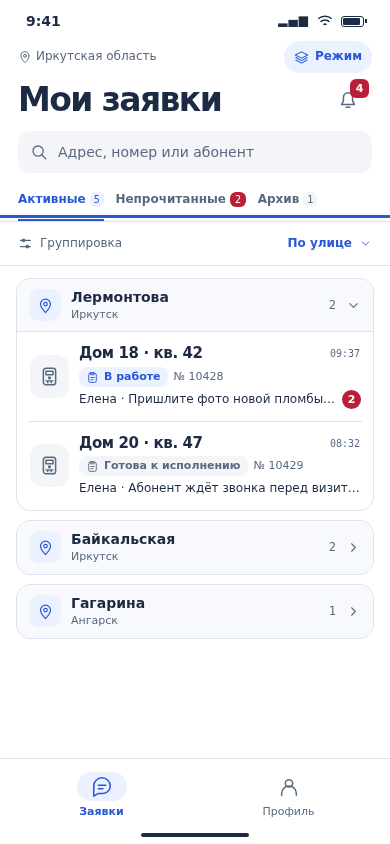 9:41
Иркутская область
Режим
Мои заявки
4
Адрес, номер или абонент
Активные 5 Непрочитанные 2 Архив 1
Группировка
По улице
Лермонтова
Иркутск
2
Дом 18 · кв. 42
09:37
В работе № 10428
Елена · Пришлите фото новой пломбы… 2
Дом 20 · кв. 47
08:32
Готова к исполнению № 10429
Елена · Абонент ждёт звонка перед визит…
Байкальская
Иркутск
2
Гагарина
Ангарск
1
Заявки
Профиль